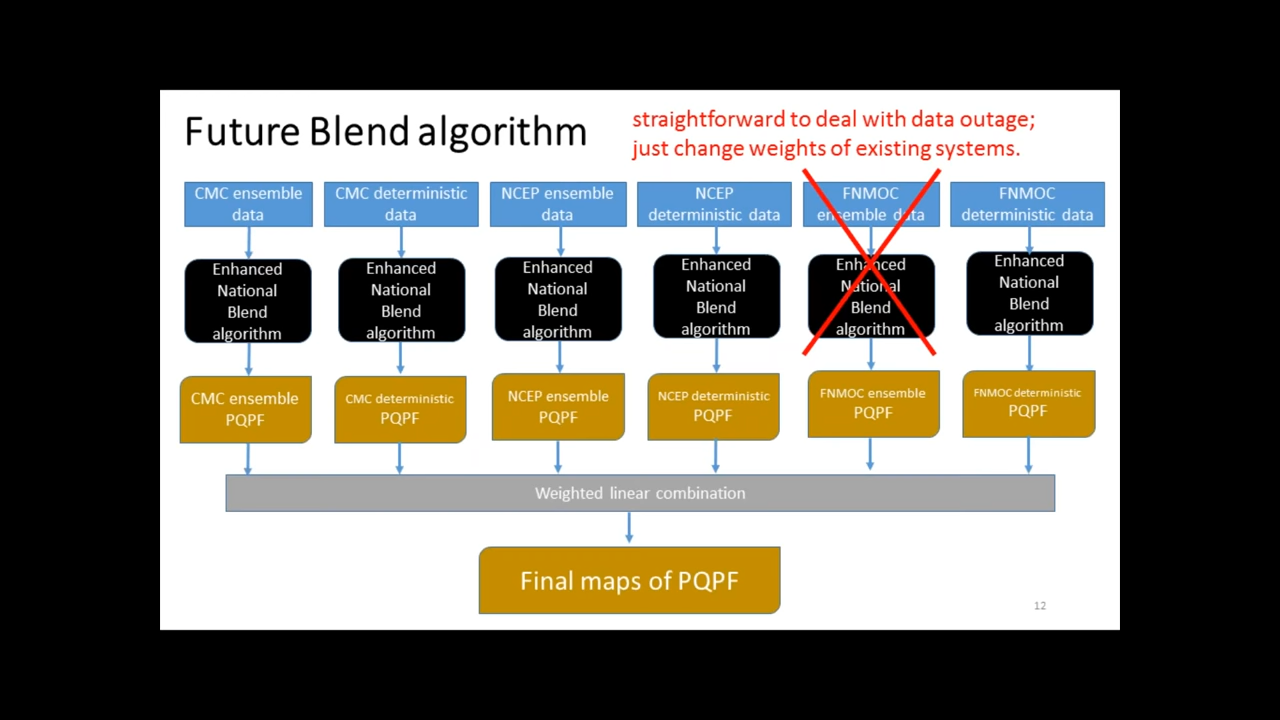 Future Blend algorithm
straightforward to deal with data outage;
just change weights of existing systems.
CMC ensemble
data
CMC deterministic
data
NCEP ensemble
data
NCEP
deterministic data
FNMOC
ensemble data
FNMOC
deterministic data
Enhanced
National
Blend
algorithm
Enhanced
National
Blend
algorithm
Enhanced
National
Blend
algorithm
Enhanced
National
Blend
algorithm
Enhanced
National
Blend
algorithm
Enhanced
National
Blend
algorithm
CMC ensemble
PQPF
CMC deterministic
PQPF
NCEP ensemble
PQPF
NCEP deterministic
PQPF
FNMOC ensemble
PQPF
FNMOC deterministic
PQPF
Weighted linear combination
Final maps of PQPF
12